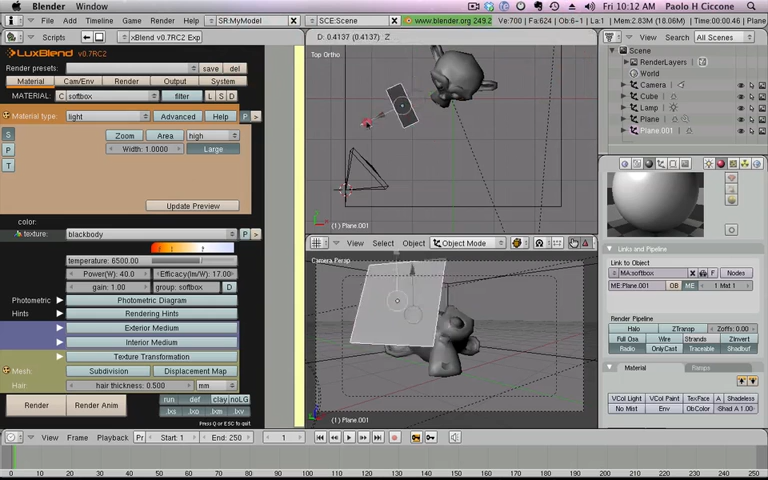 Blender Window Fri 10:12 AM Paolo H Ciccone
File Add Timeline Game Render Help SR:MyModel SCE:Scene www.blender.org 249.2 Ve:700 | Fa:624 | Ob:6-1 | La:1 Mem:2.83M (18.06M) Time:00:00.46 | Plane
Scripts xBlend v0.7RC2 Exp D: 0.4137 (0.4137) Z View Search All Scenes
LuxBlend v0.7RC2
Top Ortho
Scene
Render presets: save del
RenderLayers
World
Material Cam/Env Render Output System
Camera
MATERIAL: C softbox filter L S D
Cube
Lamp
Material type: light Advanced Help P
Plane
Plane.001
S Zoom Area high
P Width: 1.0000 Large
T
Update Preview
color:
(1) Plane.001
texture: blackbody P
View Select Object Object Mode
Camera Persp
Links and Pipeline
temperature: 6500.00
Link to Object
Power(W): 40.0 Efficacy(lm/W): 17.00
MA:softbox F Nodes
gain: 1.00 group: softbox D
ME:Plane.001 OB ME 1 Mat 1
Photometric Photometric Diagram
Hints Rendering Hints
Render Pipeline
Exterior Medium
Halo ZTransp Zoffs: 0.00
Full Osa Wire Strands ZInvert
Interior Medium
Radio OnlyCast Traceable Shadbuf
Texture Transformation
Mesh: Subdivision Displacement Map
Material Ramps
Hair hair thickness: 0.500 mm
Render Render Anim run def clay noLG
.lxs .lxo .lxm .lxv
VCol Light VCol Paint TexFace A Shadeless
No Mist Env ObColor Shad A 1.00
Press Q or ESC to quit
(1) Plane.001
View Frame Playback Pr Start: 1 End: 250 1
0 10 20 30 40 50 60 70 80 90 100 110 120 130 140 150 160 170 180 190 200 210 220 230 240 250